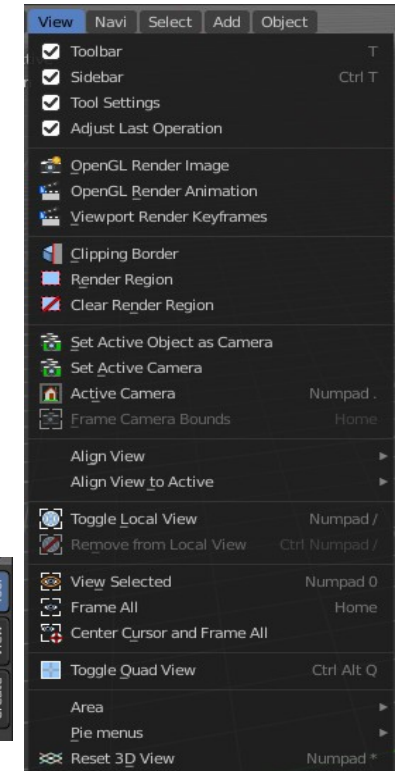 View Navi Select Add Object
Toolbar T
Sidebar Ctrl T
Tool Settings
Adjust Last Operation
OpenGL Render Image
OpenGL Render Animation
Viewport Render Keyframes
Clipping Border
Render Region
Clear Render Region
Set Active Object as Camera
Set Active Camera
Active Camera Numpad .
Frame Camera Bounds Home
Align View
Align View to Active
Toggle Local View Numpad /
Remove from Local View Ctrl Numpad /
View Selected Numpad 0
Frame All Home
Center Cursor and Frame All
Toggle Quad View Ctrl Alt Q
Area
Pie menus
Reset 3D View Numpad *